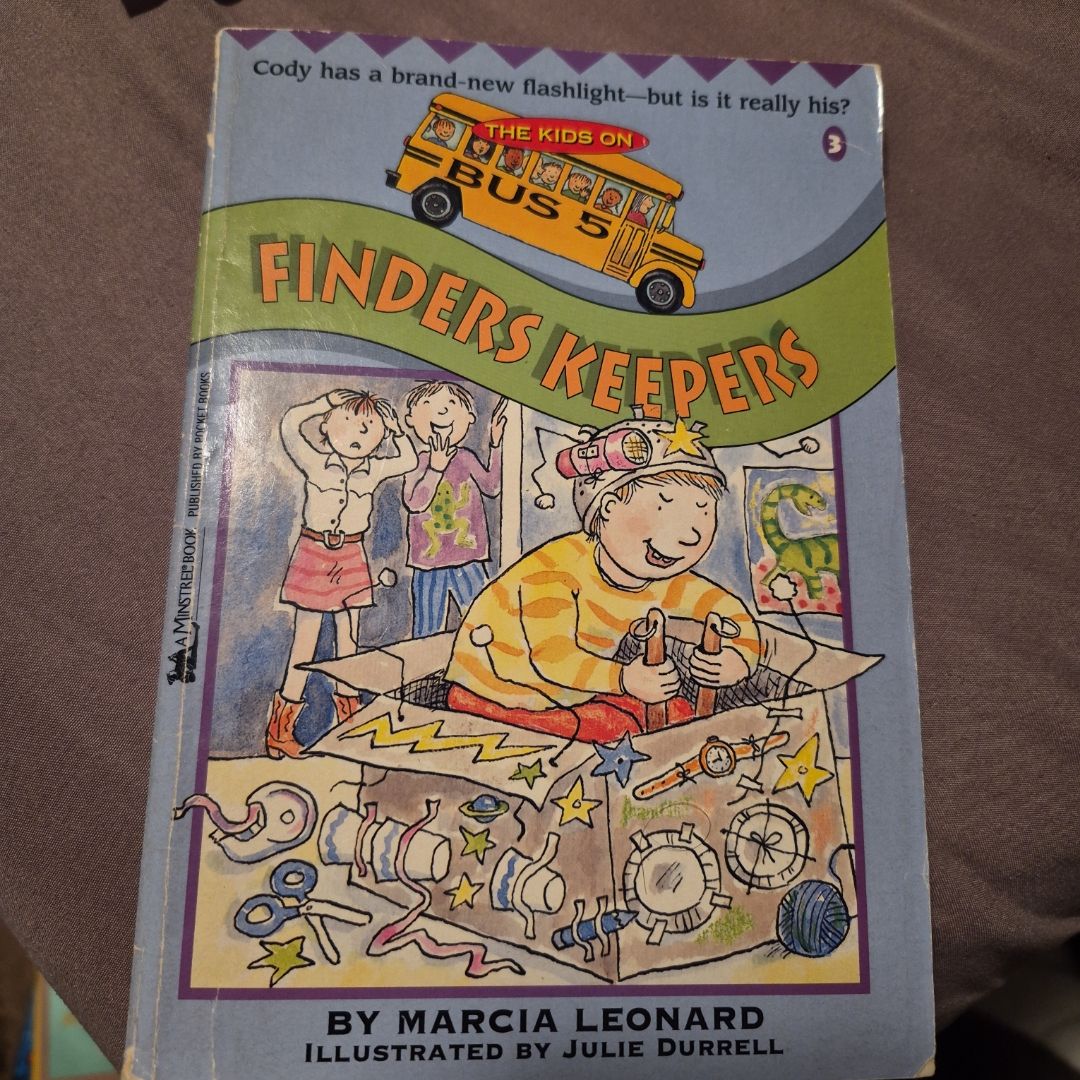 Cody has a brand-new flashlight—but is it really his?
3
THE KIDS ON
BUS 5
FINDERS KEEPERS
A MINSTREL® BOOK PUBLISHED BY POCKET BOOKS
BY MARCIA LEONARD
ILLUSTRATED BY JULIE DURRELL